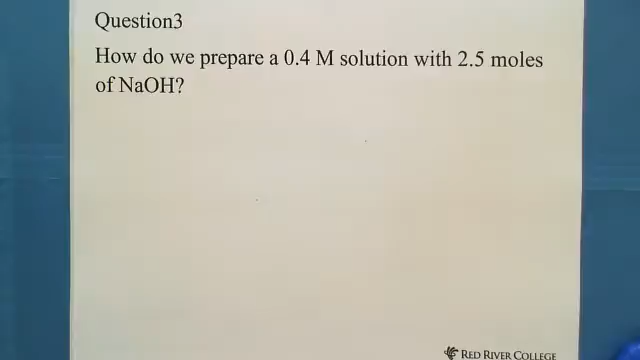 Question3
How do we prepare a 0.4 M solution with 2.5 moles
of NaOH?
RED RIVER COLLEGE